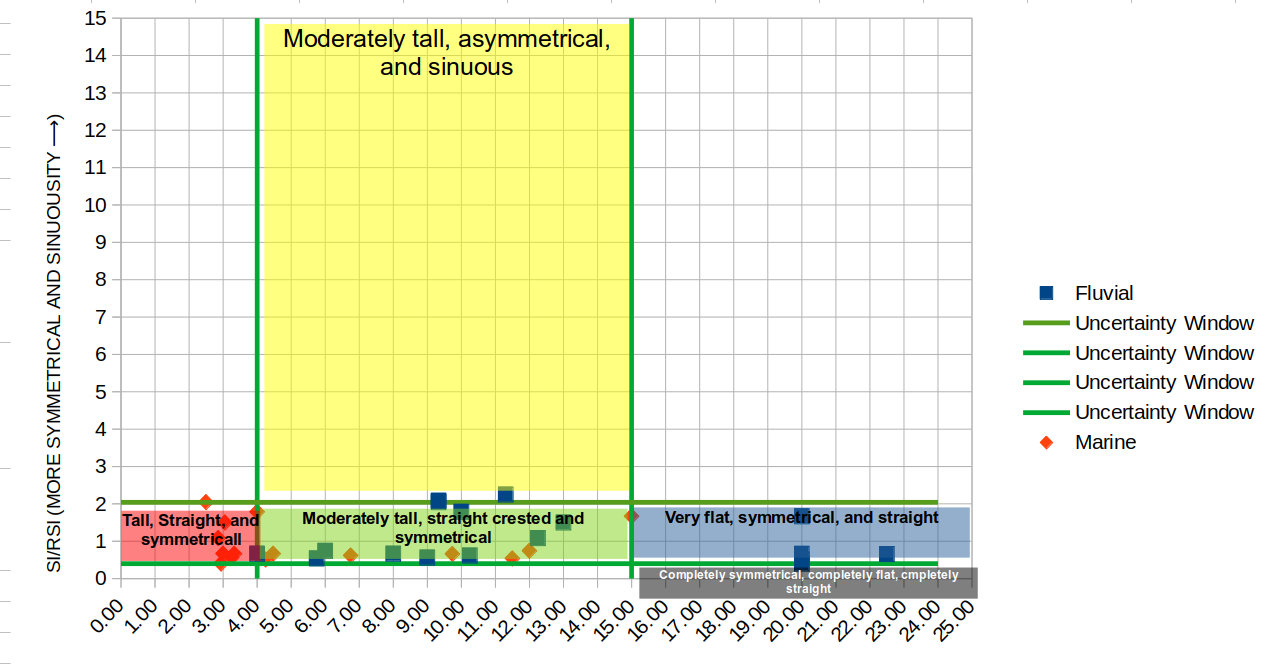 15
14
13
12
11
10
9
8
7
6
5
4
3
2
1
0
SI/RSI (MORE SYMMETRICAL AND SINUOUSITY ⟶)
Moderately tall, asymmetrical,
and sinuous
Tall, Straight, and
symmetricall
Moderately tall, straight crested and
symmetrical
Very flat, symmetrical, and straight
Completely symmetrical, completely flat, cmpletely
straight
0.00
1.00
2.00
3.00
4.00
5.00
6.00
7.00
8.00
9.00
10.00
11.00
12.00
13.00
14.00
15.00
16.00
17.00
18.00
19.00
20.00
21.00
22.00
23.00
24.00
25.00
Fluvial
Uncertainty Window
Uncertainty Window
Uncertainty Window
Uncertainty Window
Marine